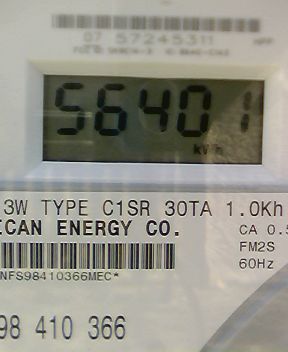 07 57245311
56401
kWh
3W TYPE C1SR 30TA 1.0Kh
ICAN ENERGY CO.
CA 0.5
FM2S
NFS98410366MEC*
60Hz
98 410 366